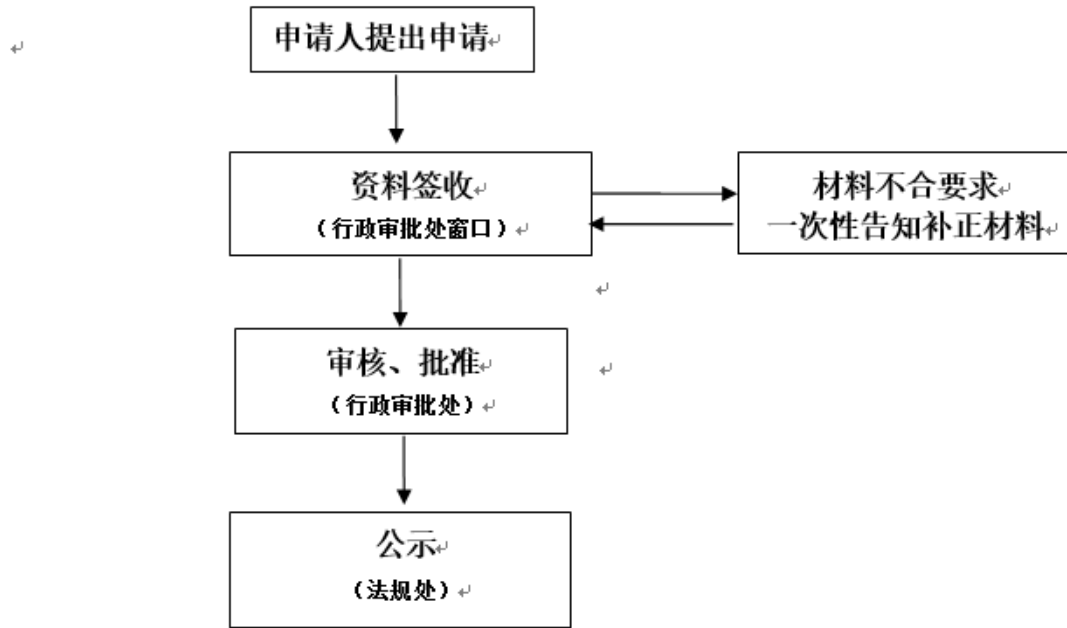 申请人提出申请
资料签收
（行政审批处窗口）
材料不合要求
一次性告知补正材料
审核、批准
（行政审批处）
公示
（法规处）